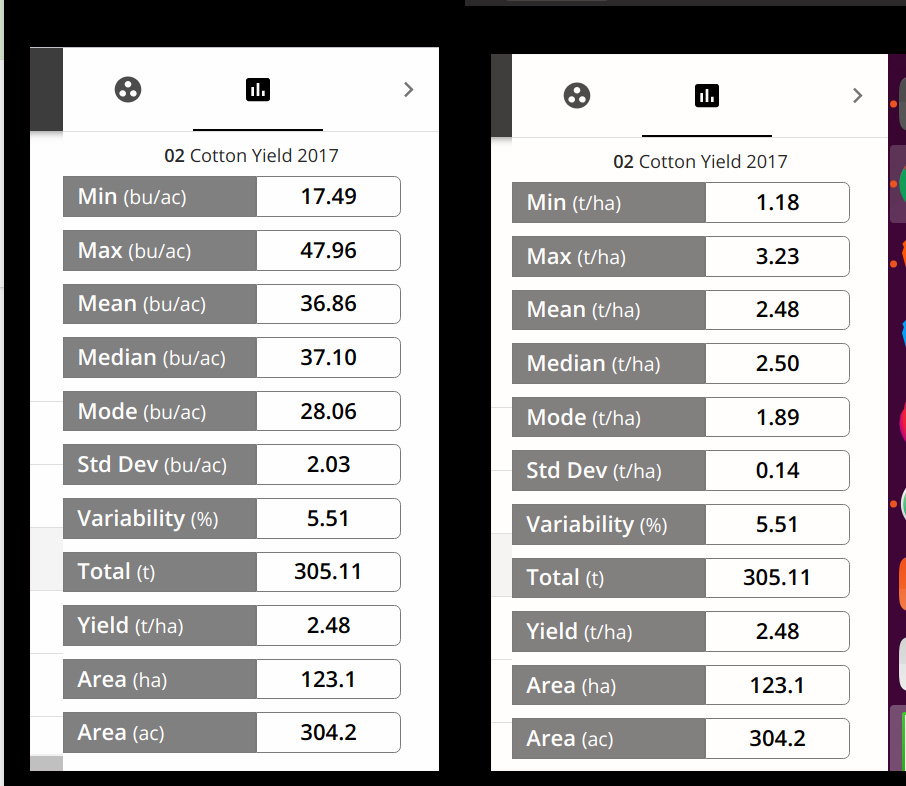 02 Cotton Yield 2017
Min (bu/ac) 17.49
Max (bu/ac) 47.96
Mean (bu/ac) 36.86
Median (bu/ac) 37.10
Mode (bu/ac) 28.06
Std Dev (bu/ac) 2.03
Variability (%) 5.51
Total (t) 305.11
Yield (t/ha) 2.48
Area (ha) 123.1
Area (ac) 304.2
02 Cotton Yield 2017
Min (t/ha) 1.18
Max (t/ha) 3.23
Mean (t/ha) 2.48
Median (t/ha) 2.50
Mode (t/ha) 1.89
Std Dev (t/ha) 0.14
Variability (%) 5.51
Total (t) 305.11
Yield (t/ha) 2.48
Area (ha) 123.1
Area (ac) 304.2